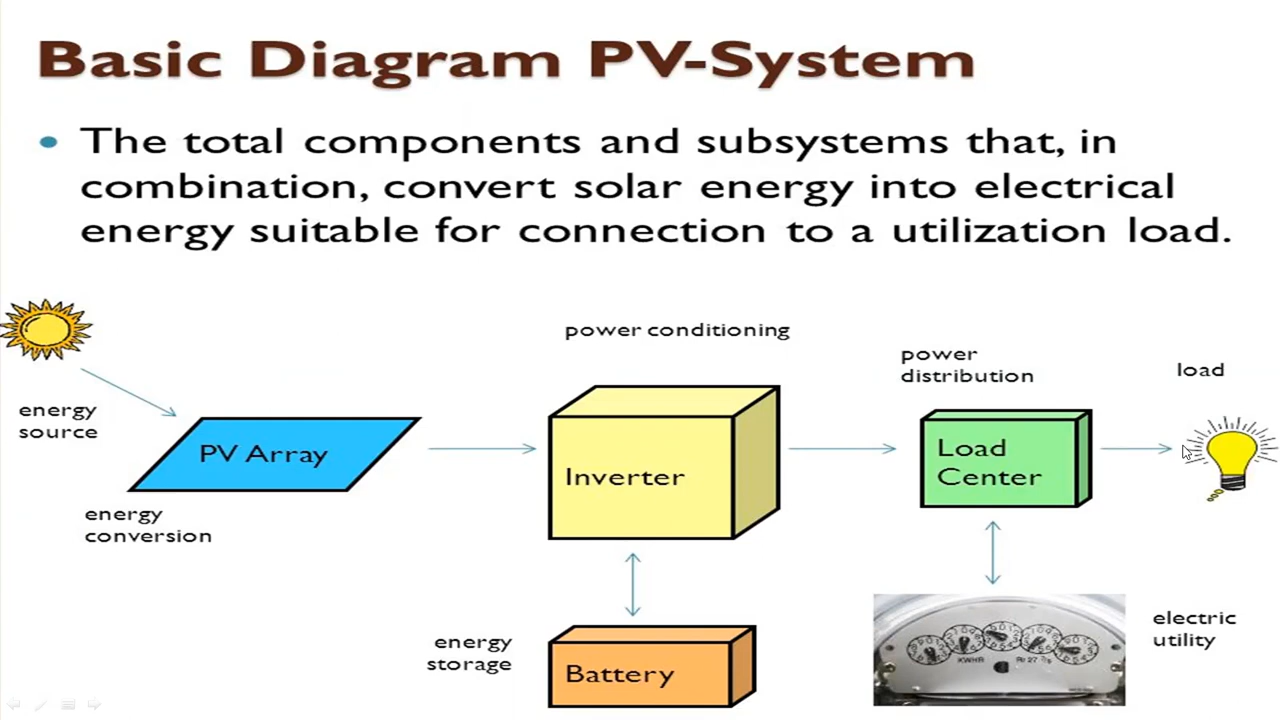 Basic Diagram PV-System
• The total components and subsystems that, in
combination, convert solar energy into electrical
energy suitable for connection to a utilization load.
power conditioning
power
distribution
load
energy
source
PV Array
Inverter
Load
Center
energy
conversion
energy
storage
Battery
KWHR
electric
utility